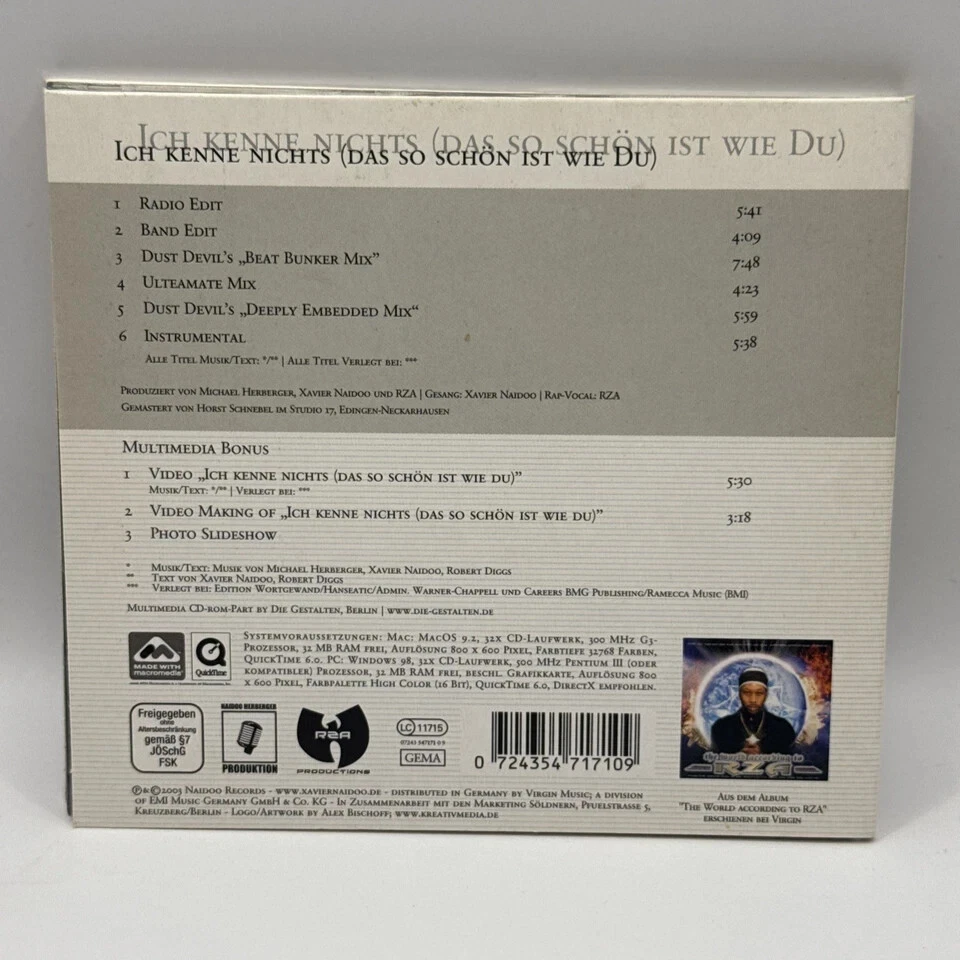 Ich kenne nichts (das so schön ist wie Du)
Ich kenne nichts (das so schön ist wie Du)
1 Radio Edit 5:41
2 Band Edit 4:09
3 Dust Devil's „Beat Bunker Mix" 7:48
4 Ulteamate Mix 4:23
5 Dust Devil's „Deeply Embedded Mix" 5:59
6 Instrumental 5:38
Alle Titel Musik/Text: */** | Alle Titel Verlegt bei: ***
Produziert von Michael Herberger, Xavier Naidoo und RZA | Gesang: Xavier Naidoo | Rap-Vocal: RZA
Gemastert von Horst Schnebel im Studio 17, Edingen-Neckarhausen
Multimedia Bonus
1 Video „Ich kenne nichts (das so schön ist wie du)" 5:30
Musik/Text: */** | Verlegt bei: ***
2 Video Making of „Ich kenne nichts (das so schön ist wie du)" 3:18
3 Photo Slideshow
* Musik/Text: Musik von Michael Herberger, Xavier Naidoo, Robert Diggs
** Text von Xavier Naidoo, Robert Diggs
*** Verlegt bei: Edition Wortgewand/Hanseatic/Admin. Warner-Chappell und Careers BMG Publishing/Ramecca Music (BMI)
Multimedia CD-rom-Part by Die Gestalten, Berlin | www.die-gestalten.de
MADE WITH
macromedia
QuickTime
Systemvoraussetzungen: Mac: MacOS 9.2, 32x CD-Laufwerk, 300 MHz G3-
Prozessor, 32 MB RAM frei, Auflösung 800 x 600 Pixel, Farbtiefe 32768 Farben,
QuickTime 6.0. PC: Windows 98, 32x CD-Laufwerk, 500 MHz Pentium III (oder
kompatibler) Prozessor, 32 MB RAM frei, beschl. Grafikkarte, Auflösung 800
x 600 Pixel, Farbpalette High Color (16 Bit), QuickTime 6.0, DirectX empfohlen.
Freigegeben
ohne
Altersbeschränkung
gemäß §7
JÖSchG
FSK
NAIDOO HERBERGER
PRODUKTION
RZA
PRODUCTIONS
LC 11715
GEMA
0 724354 717109
RZA
Aus dem Album
"The World according to RZA"
erschienen bei Virgin
℗&©2003 Naidoo Records - www.xaviernaidoo.de - distributed in Germany by Virgin Music; a division
of EMI Music Germany GmbH & Co. KG - In Zusammenarbeit mit den Marketing Söldnern, Pfuelstraße 5,
Kreuzberg/Berlin - Logo/Artwork by Alex Bischoff; www.kreativmedia.de